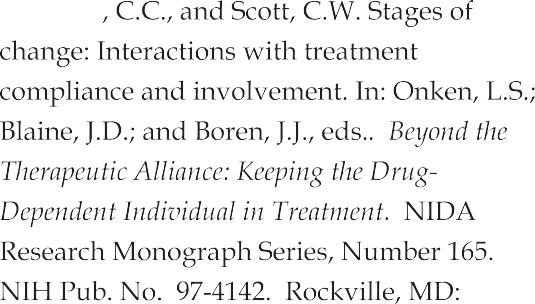 , C.C., and Scott, C.W. Stages of
change: Interactions with treatment
compliance and involvement. In: Onken, L.S.;
Blaine, J.D.; and Boren, J.J., eds..  Beyond the
Therapeutic Alliance: Keeping the Drug-
Dependent Individual in Treatment.  NIDA
Research Monograph Series, Number 165.
NIH Pub. No.  97-4142.  Rockville, MD: